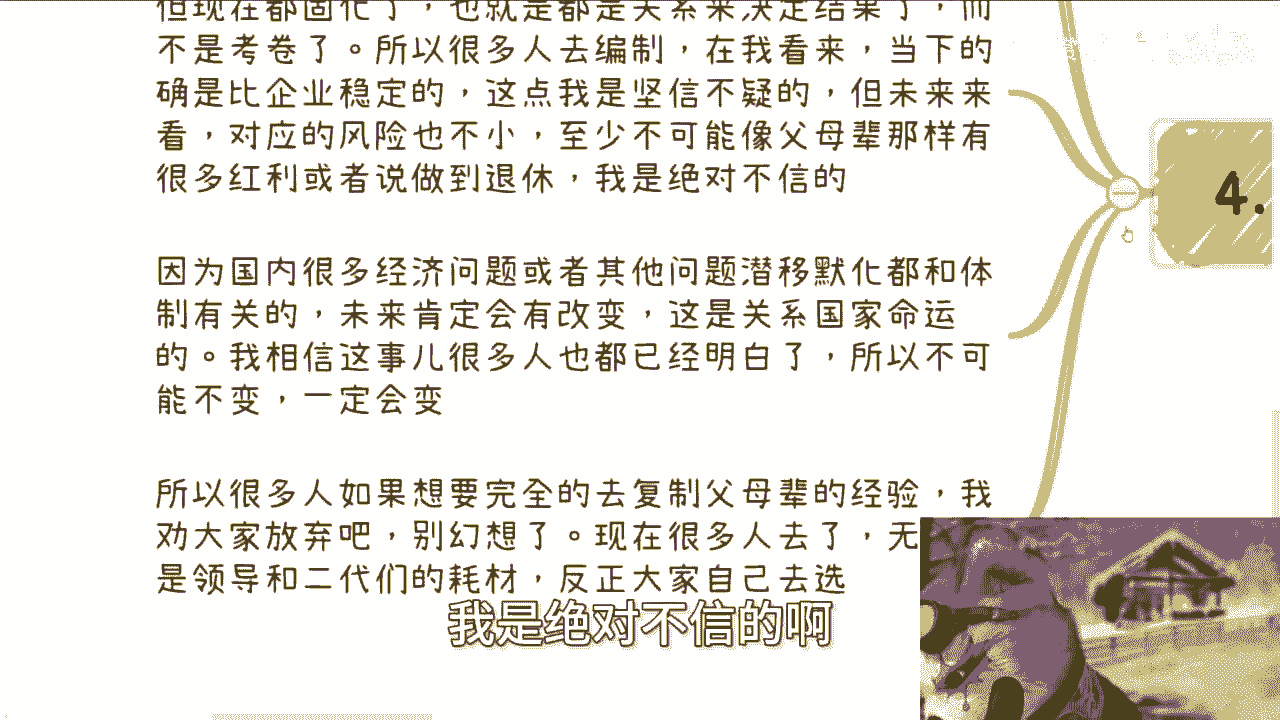 但现在都固化了，也就是都是关系来决定结果了，而
不是考卷了。所以很多人去编制，在我看来，当下的
确是比企业稳定的，这点我是坚信不疑的，但未来来
看，对应的风险也不小，至少不可能像父母辈那样有
很多红利或者说做到退休，我是绝对不信的
因为国内很多经济问题或者其他问题潜移默化都和体
制有关的，未来肯定会有改变，这是关系国家命运
的。我相信这事儿很多人也都已经明白了，所以不可
能不变，一定会变
所以很多人如果想要完全的去复制父母辈的经验，我
劝大家放弃吧，别幻想了。现在很多人去了，无
是领导和二代们的耗材，反正大家自己去选
我是绝对不信的啊
4.